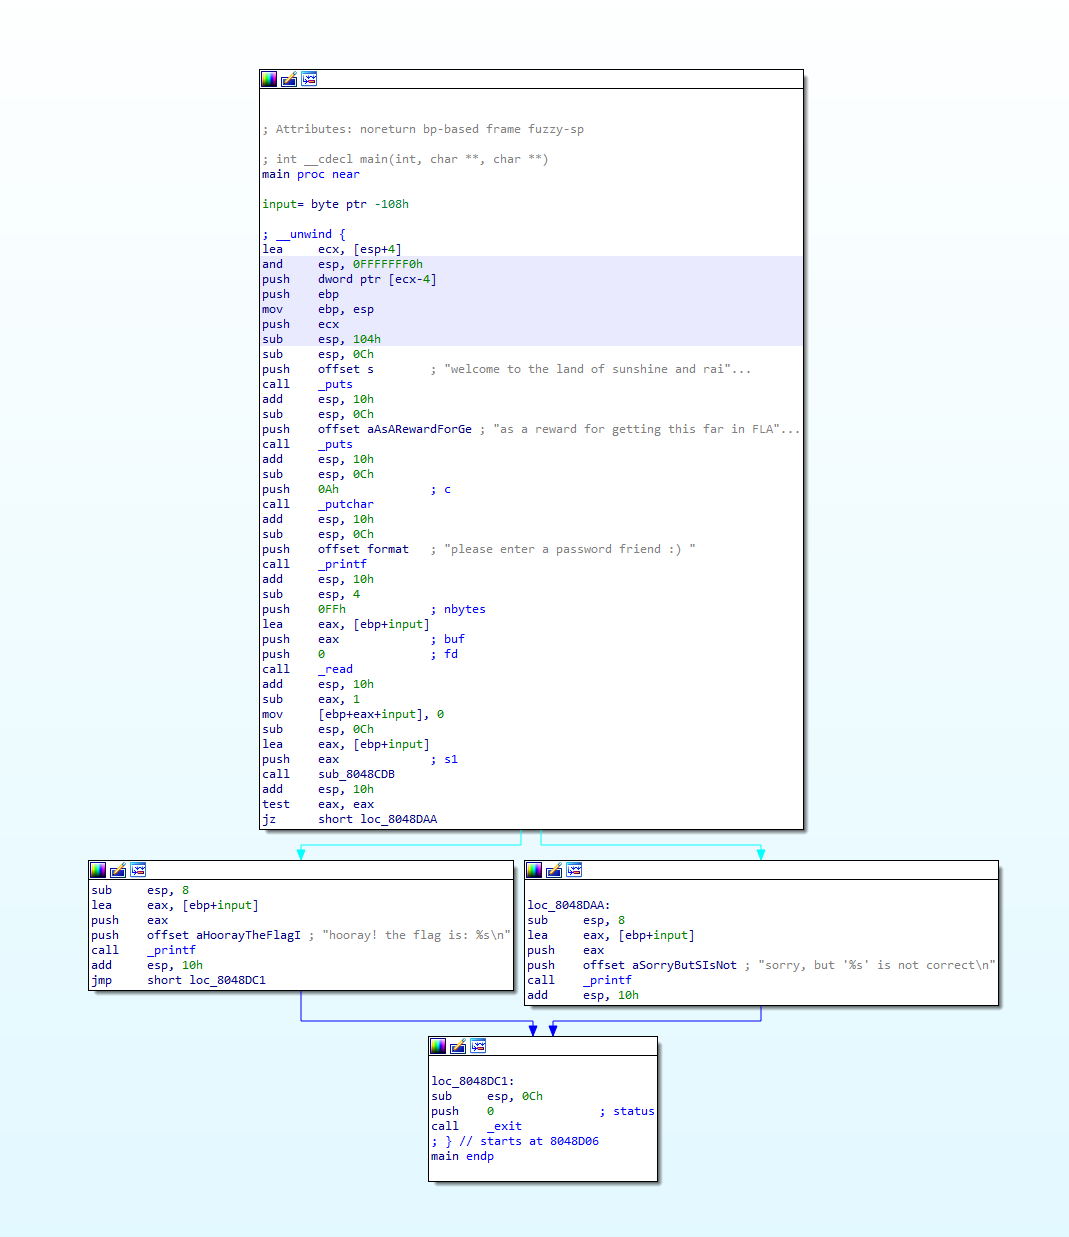 ; Attributes: noreturn bp-based frame fuzzy-sp
; int __cdecl main(int, char **, char **)
main proc near
input= byte ptr -108h
; __unwind {
lea ecx, [esp+4]
and esp, 0FFFFFFF0h
push dword ptr [ecx-4]
push ebp
mov ebp, esp
push ecx
sub esp, 104h
sub esp, 0Ch
push offset s ; "welcome to the land of sunshine and rai"...
call _puts
add esp, 10h
sub esp, 0Ch
push offset aAsARewardForGe ; "as a reward for getting this far in FLA"...
call _puts
add esp, 10h
sub esp, 0Ch
push 0Ah ; c
call _putchar
add esp, 10h
sub esp, 0Ch
push offset format ; "please enter a password friend :) "
call _printf
add esp, 10h
sub esp, 4
push 0FFh ; nbytes
lea eax, [ebp+input]
push eax ; buf
push 0 ; fd
call _read
add esp, 10h
sub eax, 1
mov [ebp+eax+input], 0
sub esp, 0Ch
lea eax, [ebp+input]
push eax ; s1
call sub_8048CDB
add esp, 10h
test eax, eax
jz short loc_8048DAA
sub esp, 8
lea eax, [ebp+input]
push eax
push offset aHoorayTheFlagI ; "hooray! the flag is: %s\n"
call _printf
add esp, 10h
jmp short loc_8048DC1
loc_8048DAA:
sub esp, 8
lea eax, [ebp+input]
push eax
push offset aSorryButSIsNot ; "sorry, but '%s' is not correct\n"
call _printf
add esp, 10h
loc_8048DC1:
sub esp, 0Ch
push 0 ; status
call _exit
; } // starts at 8048D06
main endp